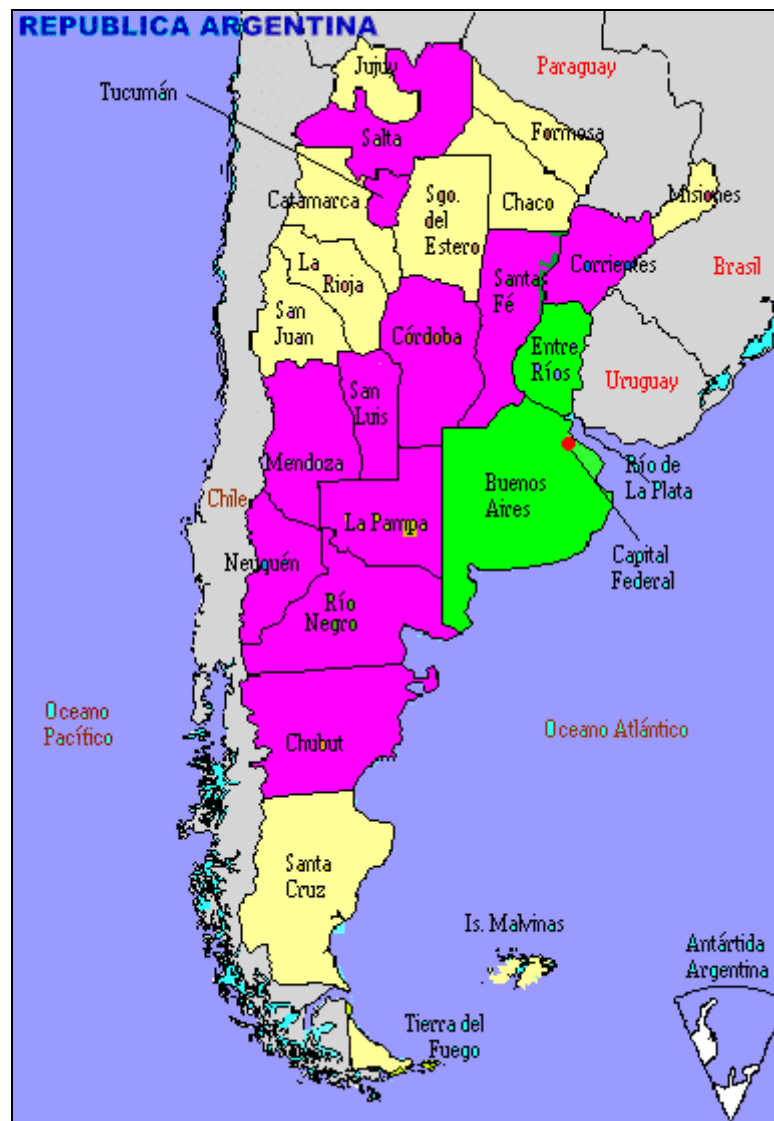 REPUBLICA ARGENTINA
Jujuy
Paraguay
Tucumán
Salta
Formosa
Catamarca
Sgo.
del
Estero
Chaco
Misiones
La
Rioja
Santa
Fé
Corrientes
Brasil
San
Juan
Córdoba
Entre
Ríos
Uruguay
San
Luis
Mendoza
Río de
La Plata
Buenos
Aires
Chile
La Pampa
Capital
Federal
Neuquén
Río
Negro
Oceano
Pacífico
Oceano Atlántico
Chubut
Santa
Cruz
Is. Malvinas
Antártida
Argentina
Tierra del
Fuego